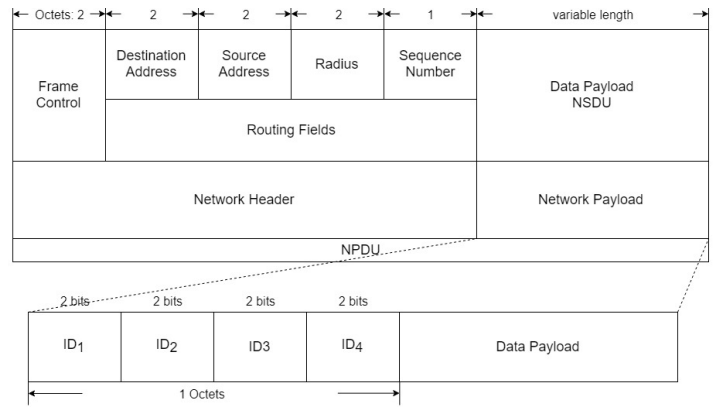 Octets: 2 2 2 2 1 variable length
Frame Control
Destination Address
Source Address
Radius
Sequence Number
Data Payload NSDU
Routing Fields
Network Header
Network Payload
NPDU
2 bits 2 bits 2 bits 2 bits
ID1 ID2 ID3 ID4 Data Payload
1 Octets